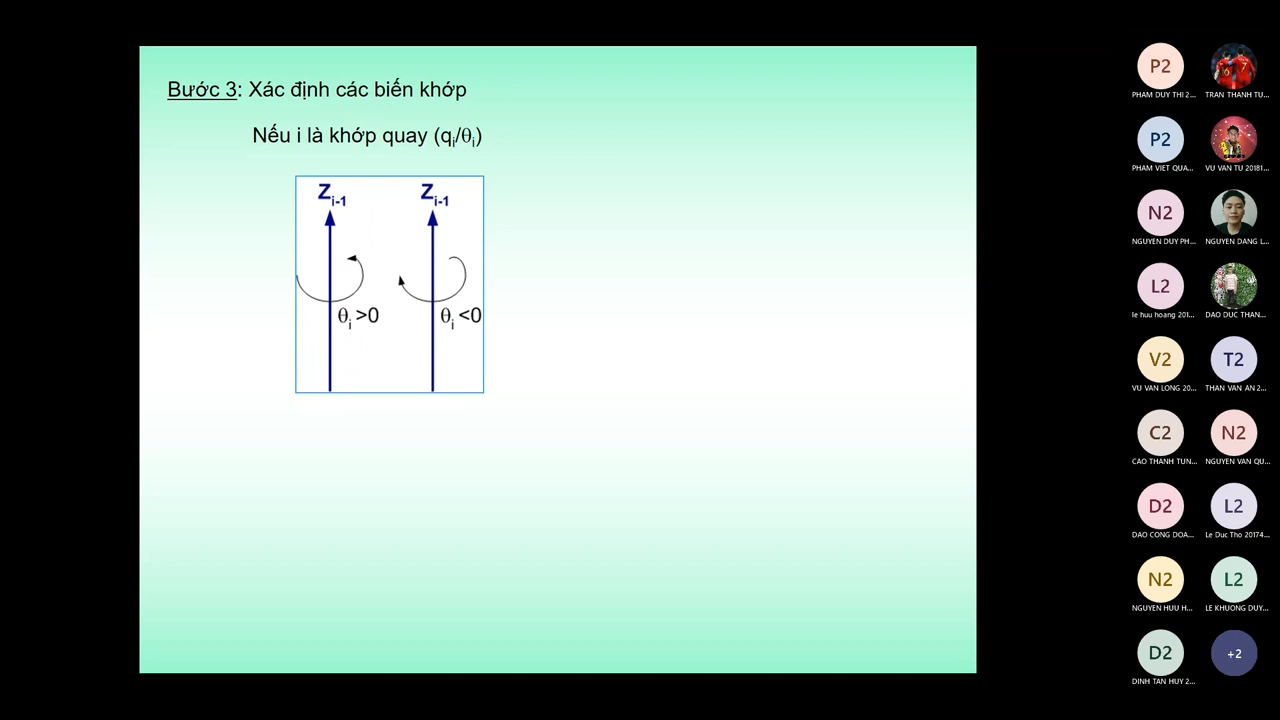 Bước 3: Xác định các biến khớp
Nếu i là khớp quay (qi/θi)
Zi-1
Zi-1
θi >0
θi <0
P2
PHAM DUY THI 2...
TRAN THANH TU...
P2
PHAM VIET QUA...
VU VAN TU 20181...
N2
NGUYEN DUY PH...
NGUYEN DANG L...
L2
le huu hoang 201...
DAO DUC THAN...
V2
T2
VU VAN LONG 20...
THAN VAN AN 2...
C2
N2
CAO THANH TUN...
NGUYEN VAN QU...
D2
L2
DAO CONG DOA...
Le Duc Tho 20174...
N2
L2
NGUYEN HUU H...
LE KHUONG DUY...
D2
+2
DINH TAN HUY 2...